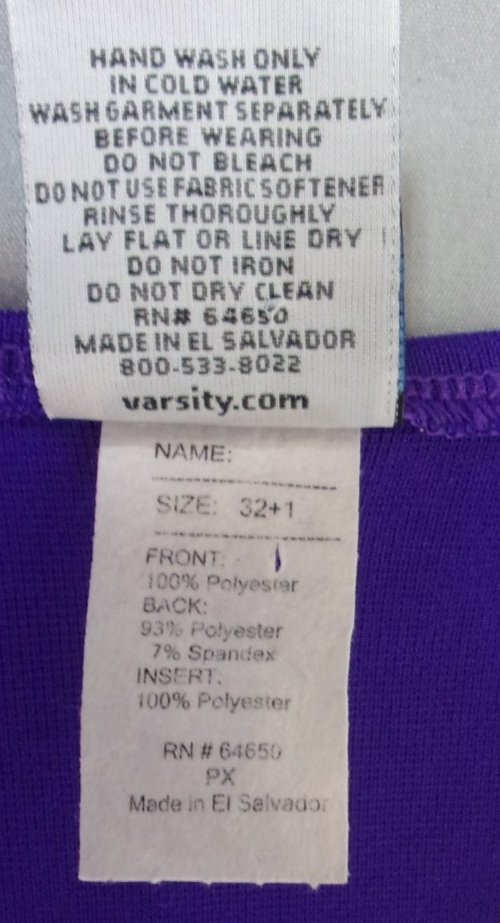 HAND WASH ONLY
IN COLD WATER
WASH GARMENT SEPARATELY
BEFORE WEARING
DO NOT BLEACH
DO NOT USE FABRIC SOFTENER
RINSE THOROUGHLY
LAY FLAT OR LINE DRY
DO NOT IRON
DO NOT DRY CLEAN
RN# 64650
MADE IN EL SALVADOR
800-533-8022
varsity.com
NAME:
SIZE: 32+1
FRONT:
100% Polyester
BACK:
93% Polyester
7% Spandex
INSERT:
100% Polyester
RN # 64650
PX
Made in El Salvador